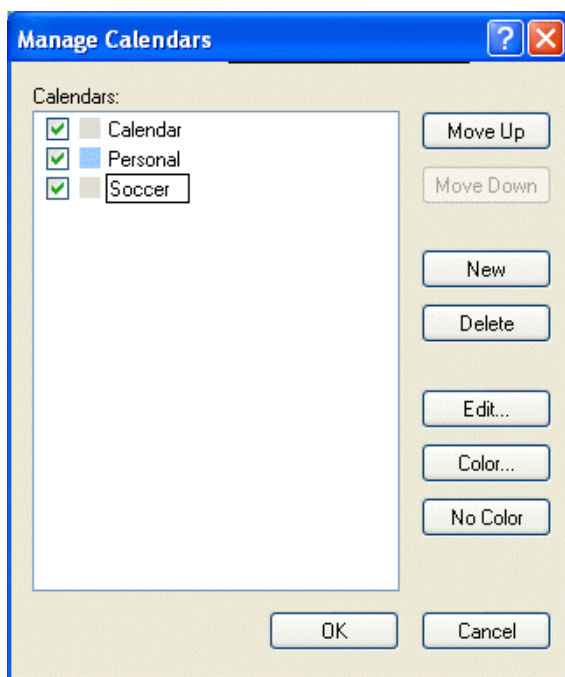 Manage Calendars
Calendars:
Calendar
Personal
Soccer
Move Up
Move Down
New
Delete
Edit...
Color...
No Color
OK
Cancel